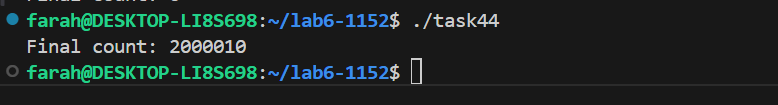 farah@DESKTOP-LI8S698:~/lab6-1152$ ./task44
Final count: 2000010
farah@DESKTOP-LI8S698:~/lab6-1152$